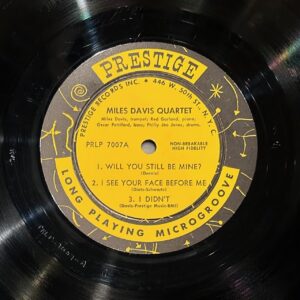 PRESTIGE
PRESTIGE RECORDS INC. • 446 W. 50th ST., N.Y.C.
MILES DAVIS QUARTET
Miles Davis, trumpet; Red Garland, piano;
Oscar Pettiford, bass; Philly Joe Jones, drums.
PRLP 7007A
NON-BREAKABLE
HIGH FIDELITY
1. WILL YOU STILL BE MINE?
(Dennis)
2. I SEE YOUR FACE BEFORE ME
(Dietz-Schwartz)
3. I DIDN'T
(Davis-Prestige Music-BMI)
LONG PLAYING MICROGROOVE